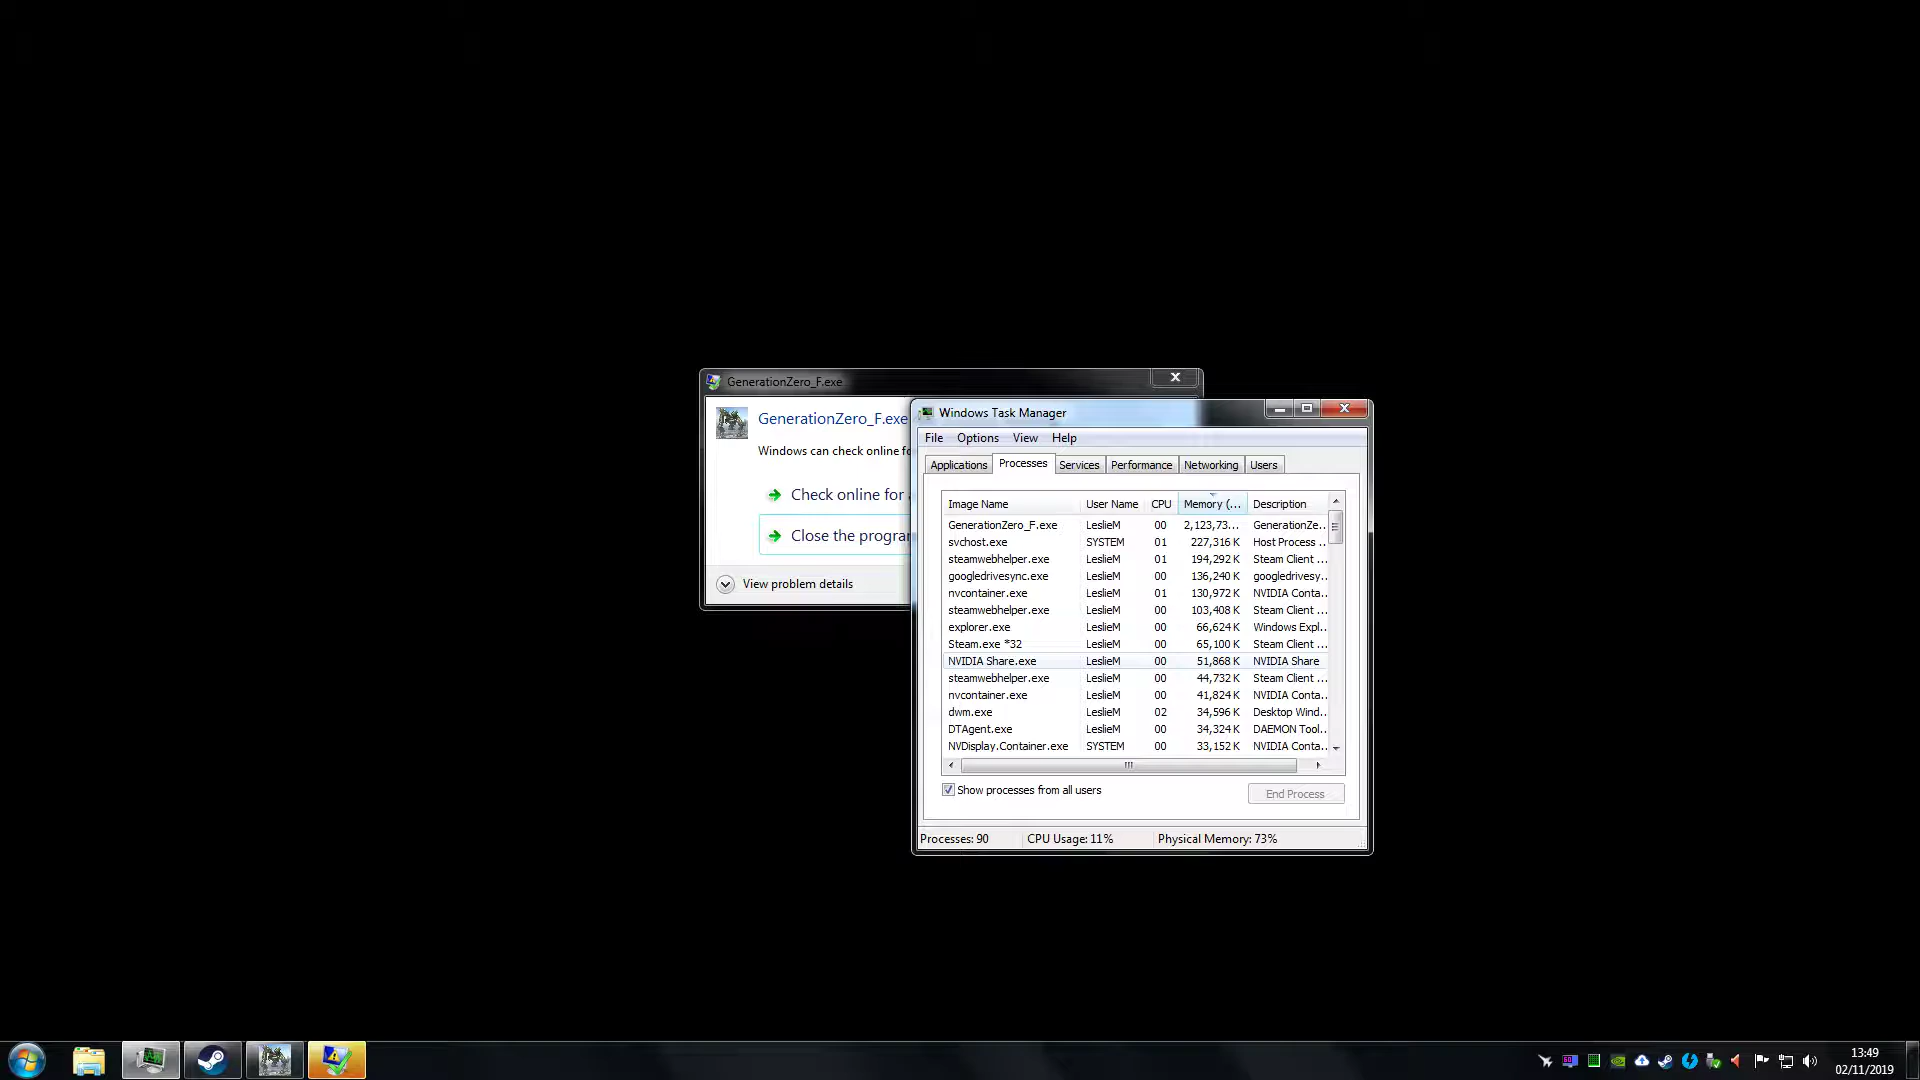 GenerationZero_F.exe
GenerationZero_F.exe
Windows can check online fo
Check online for
Close the progra
View problem details
Windows Task Manager
File Options View Help
Applications Processes Services Performance Networking Users
Image Name User Name CPU Memory (... Description
GenerationZero_F.exe LeslieM 00 2,123,73... GenerationZe...
svchost.exe SYSTEM 01 227,316 K Host Process ...
steamwebhelper.exe LeslieM 01 194,292 K Steam Client ...
googledrivesync.exe LeslieM 00 136,240 K googledrivesy...
nvcontainer.exe LeslieM 01 130,972 K NVIDIA Conta...
steamwebhelper.exe LeslieM 00 103,408 K Steam Client ...
explorer.exe LeslieM 00 66,624 K Windows Expl...
Steam.exe *32 LeslieM 00 65,100 K Steam Client ...
NVIDIA Share.exe LeslieM 00 51,868 K NVIDIA Share
steamwebhelper.exe LeslieM 00 44,732 K Steam Client ...
nvcontainer.exe LeslieM 00 41,824 K NVIDIA Conta...
dwm.exe LeslieM 02 34,596 K Desktop Wind...
DTAgent.exe LeslieM 00 34,324 K DAEMON Tool...
NVDisplay.Container.exe SYSTEM 00 33,152 K NVIDIA Conta...
Show processes from all users
End Process
Processes: 90 CPU Usage: 11% Physical Memory: 73%
13:49
02/11/2019